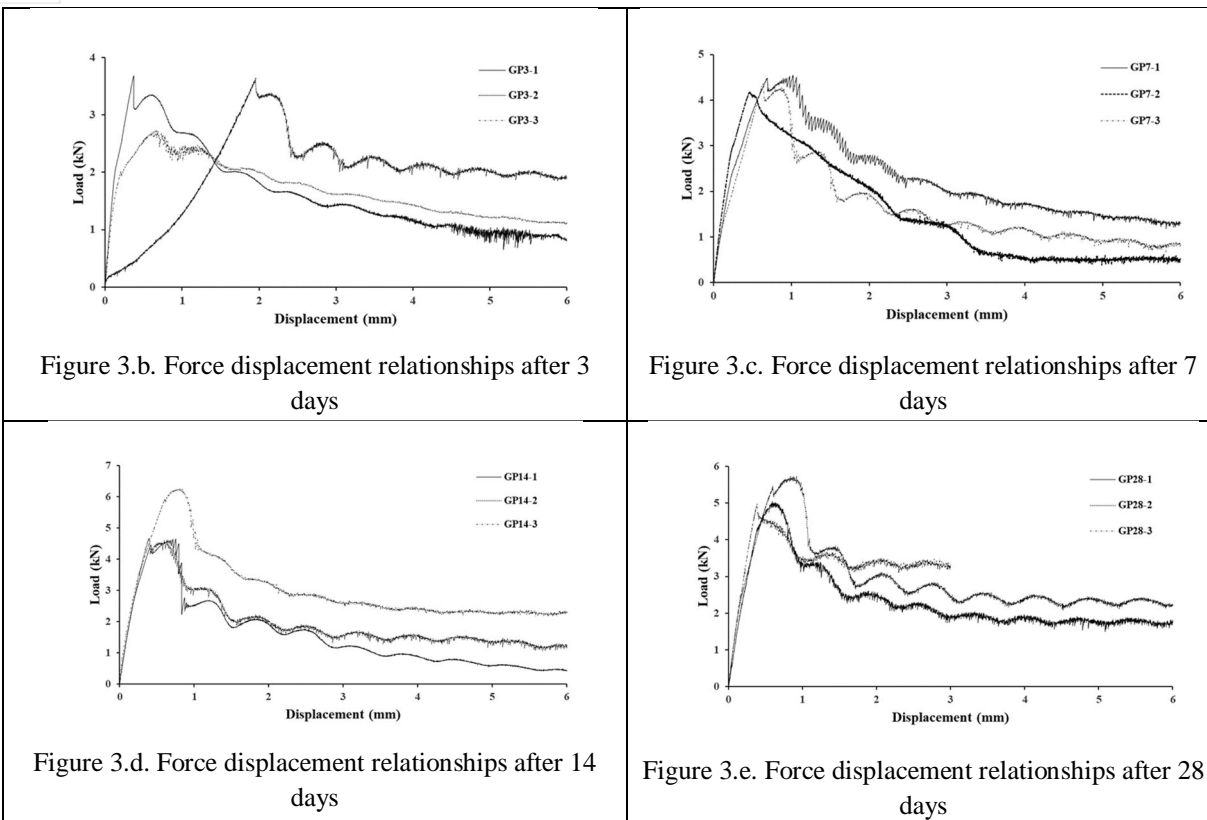 4
3
2
1
0
0 1 2 3 4 5 6
Load (kN)
Displacement (mm)
GP3-1
GP3-2
GP3-3
Figure 3.b. Force displacement relationships after 3
days
5
4
3
2
1
0
0 1 2 3 4 5 6
Load (kN)
Displacement (mm)
GP7-1
GP7-2
GP7-3
Figure 3.c. Force displacement relationships after 7
days
7
6
5
4
3
2
1
0
0 1 2 3 4 5 6
Load (kN)
Displacement (mm)
GP14-1
GP14-2
GP14-3
Figure 3.d. Force displacement relationships after 14
days
6
5
4
3
2
1
0
0 1 2 3 4 5 6
Load (kN)
Displacement (mm)
GP28-1
GP28-2
GP28-3
Figure 3.e. Force displacement relationships after 28
days